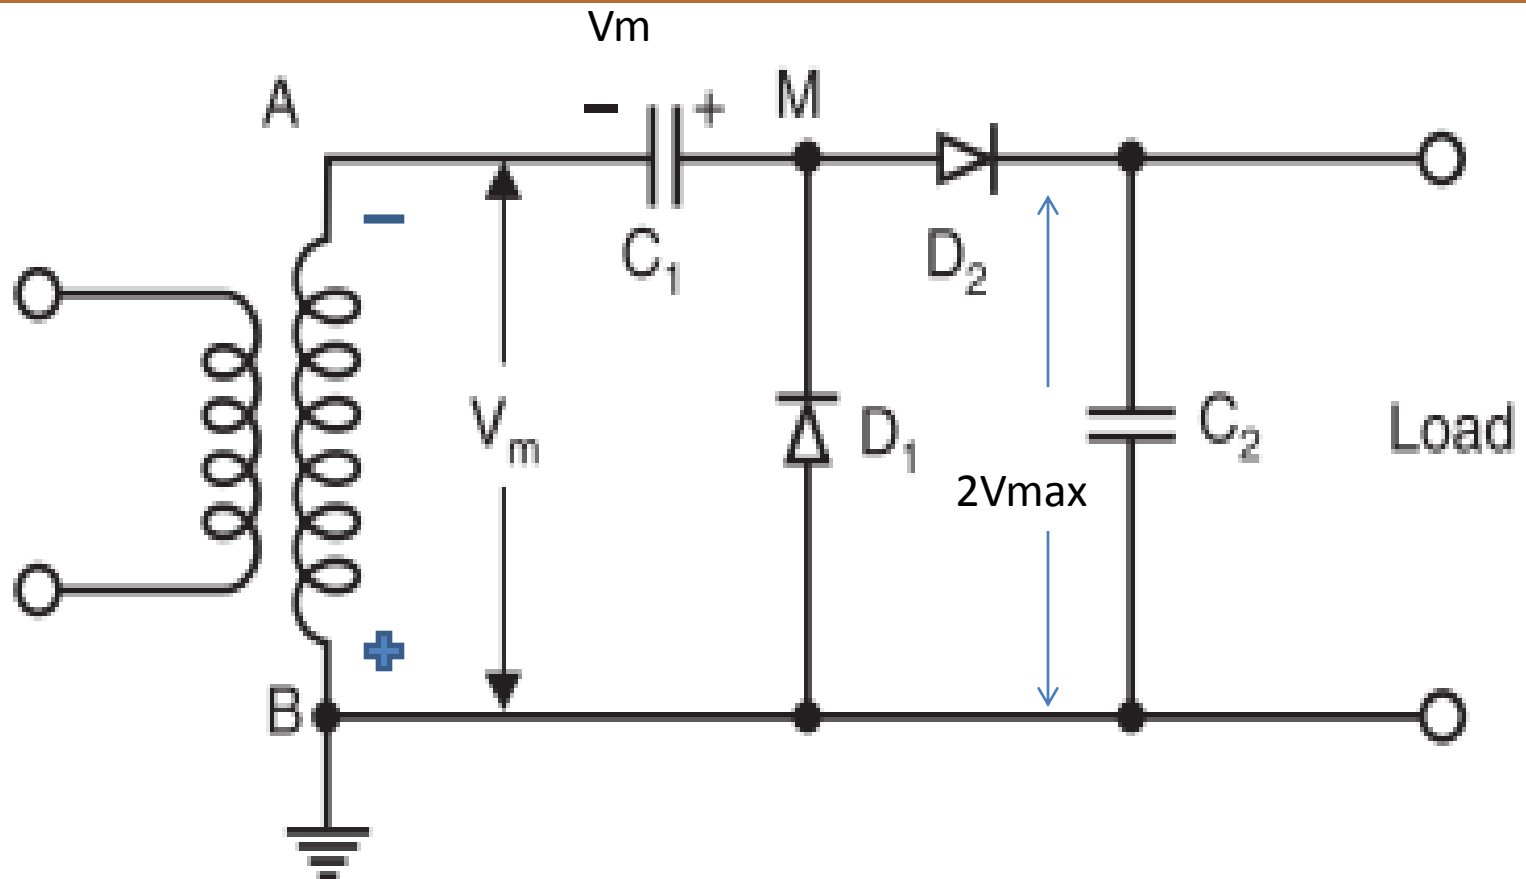 Vm
A
− +
M
−
C₁
D₂
Vₘ
D₁
C₂
Load
2Vmax
+
B